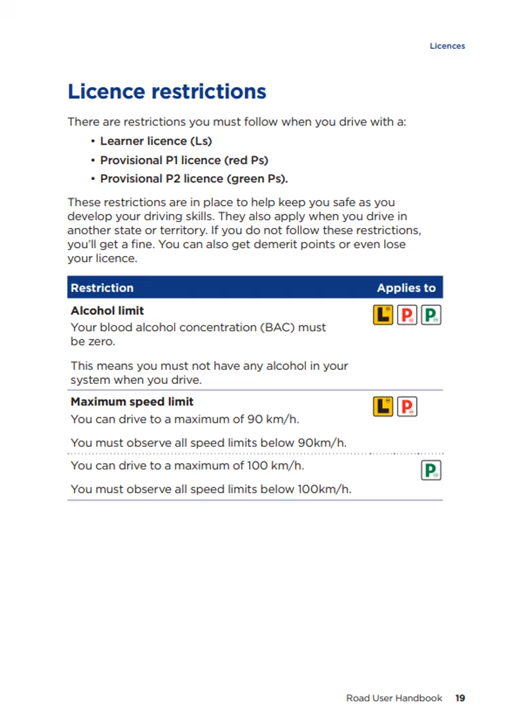 Licences
Licence restrictions
There are restrictions you must follow when you drive with a:
• Learner licence (Ls)
• Provisional P1 licence (red Ps)
• Provisional P2 licence (green Ps).
These restrictions are in place to help keep you safe as you
develop your driving skills. They also apply when you drive in
another state or territory. If you do not follow these restrictions,
you'll get a fine. You can also get demerit points or even lose
your licence.
Restriction Applies to
Alcohol limit L P P
Your blood alcohol concentration (BAC) must
be zero.
This means you must not have any alcohol in your
system when you drive.
Maximum speed limit L P
You can drive to a maximum of 90 km/h.
You must observe all speed limits below 90km/h.
You can drive to a maximum of 100 km/h. P
You must observe all speed limits below 100km/h.
Road User Handbook 19